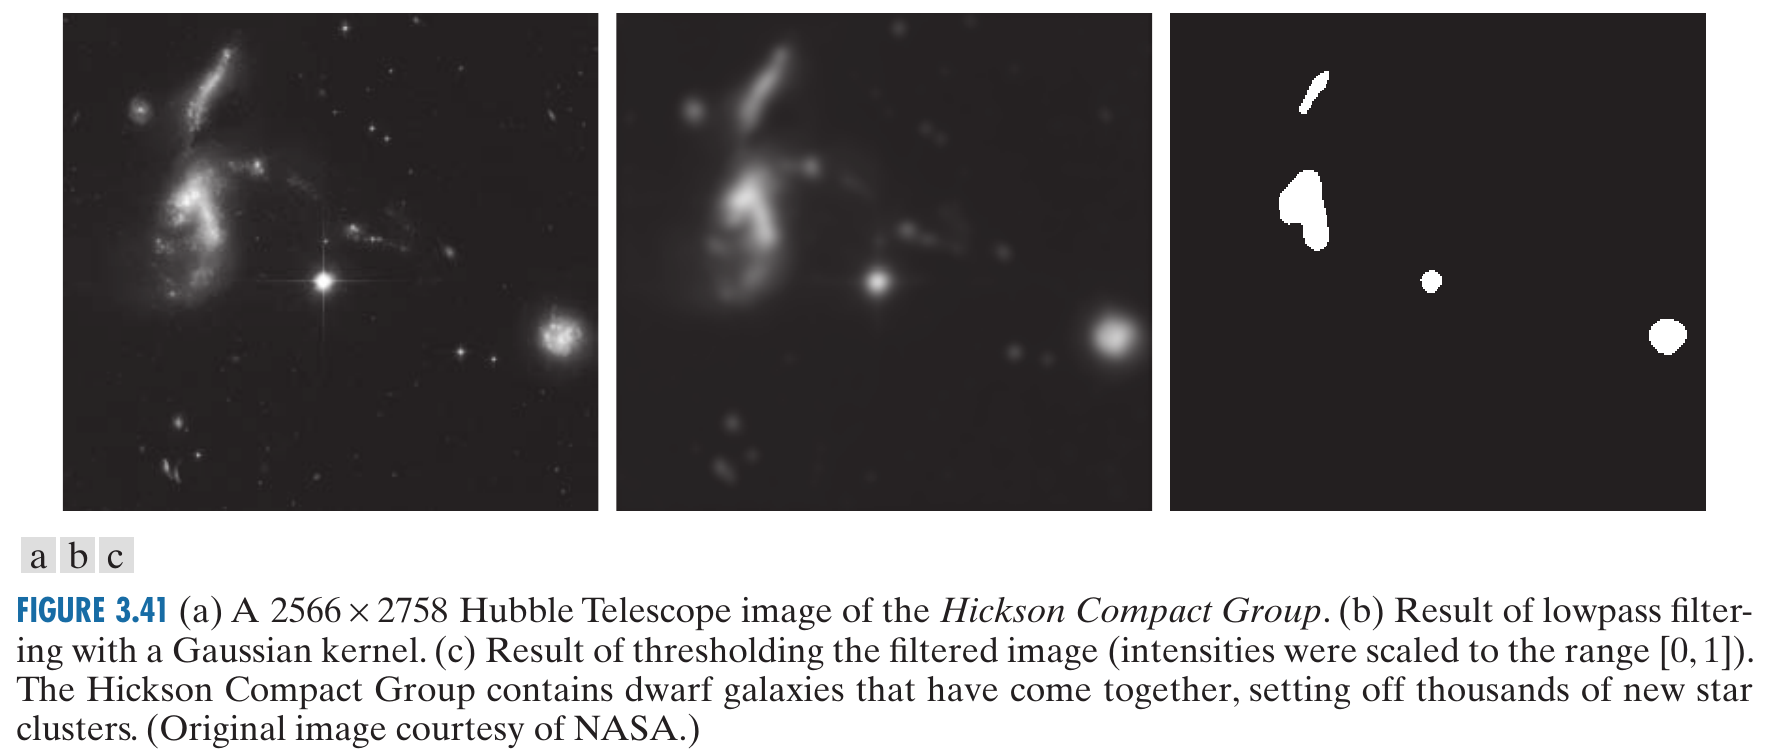 a b c
FIGURE 3.41 (a) A 2566 × 2758 Hubble Telescope image of the Hickson Compact Group. (b) Result of lowpass filter-
ing with a Gaussian kernel. (c) Result of thresholding the filtered image (intensities were scaled to the range [0, 1]).
The Hickson Compact Group contains dwarf galaxies that have come together, setting off thousands of new star
clusters. (Original image courtesy of NASA.)